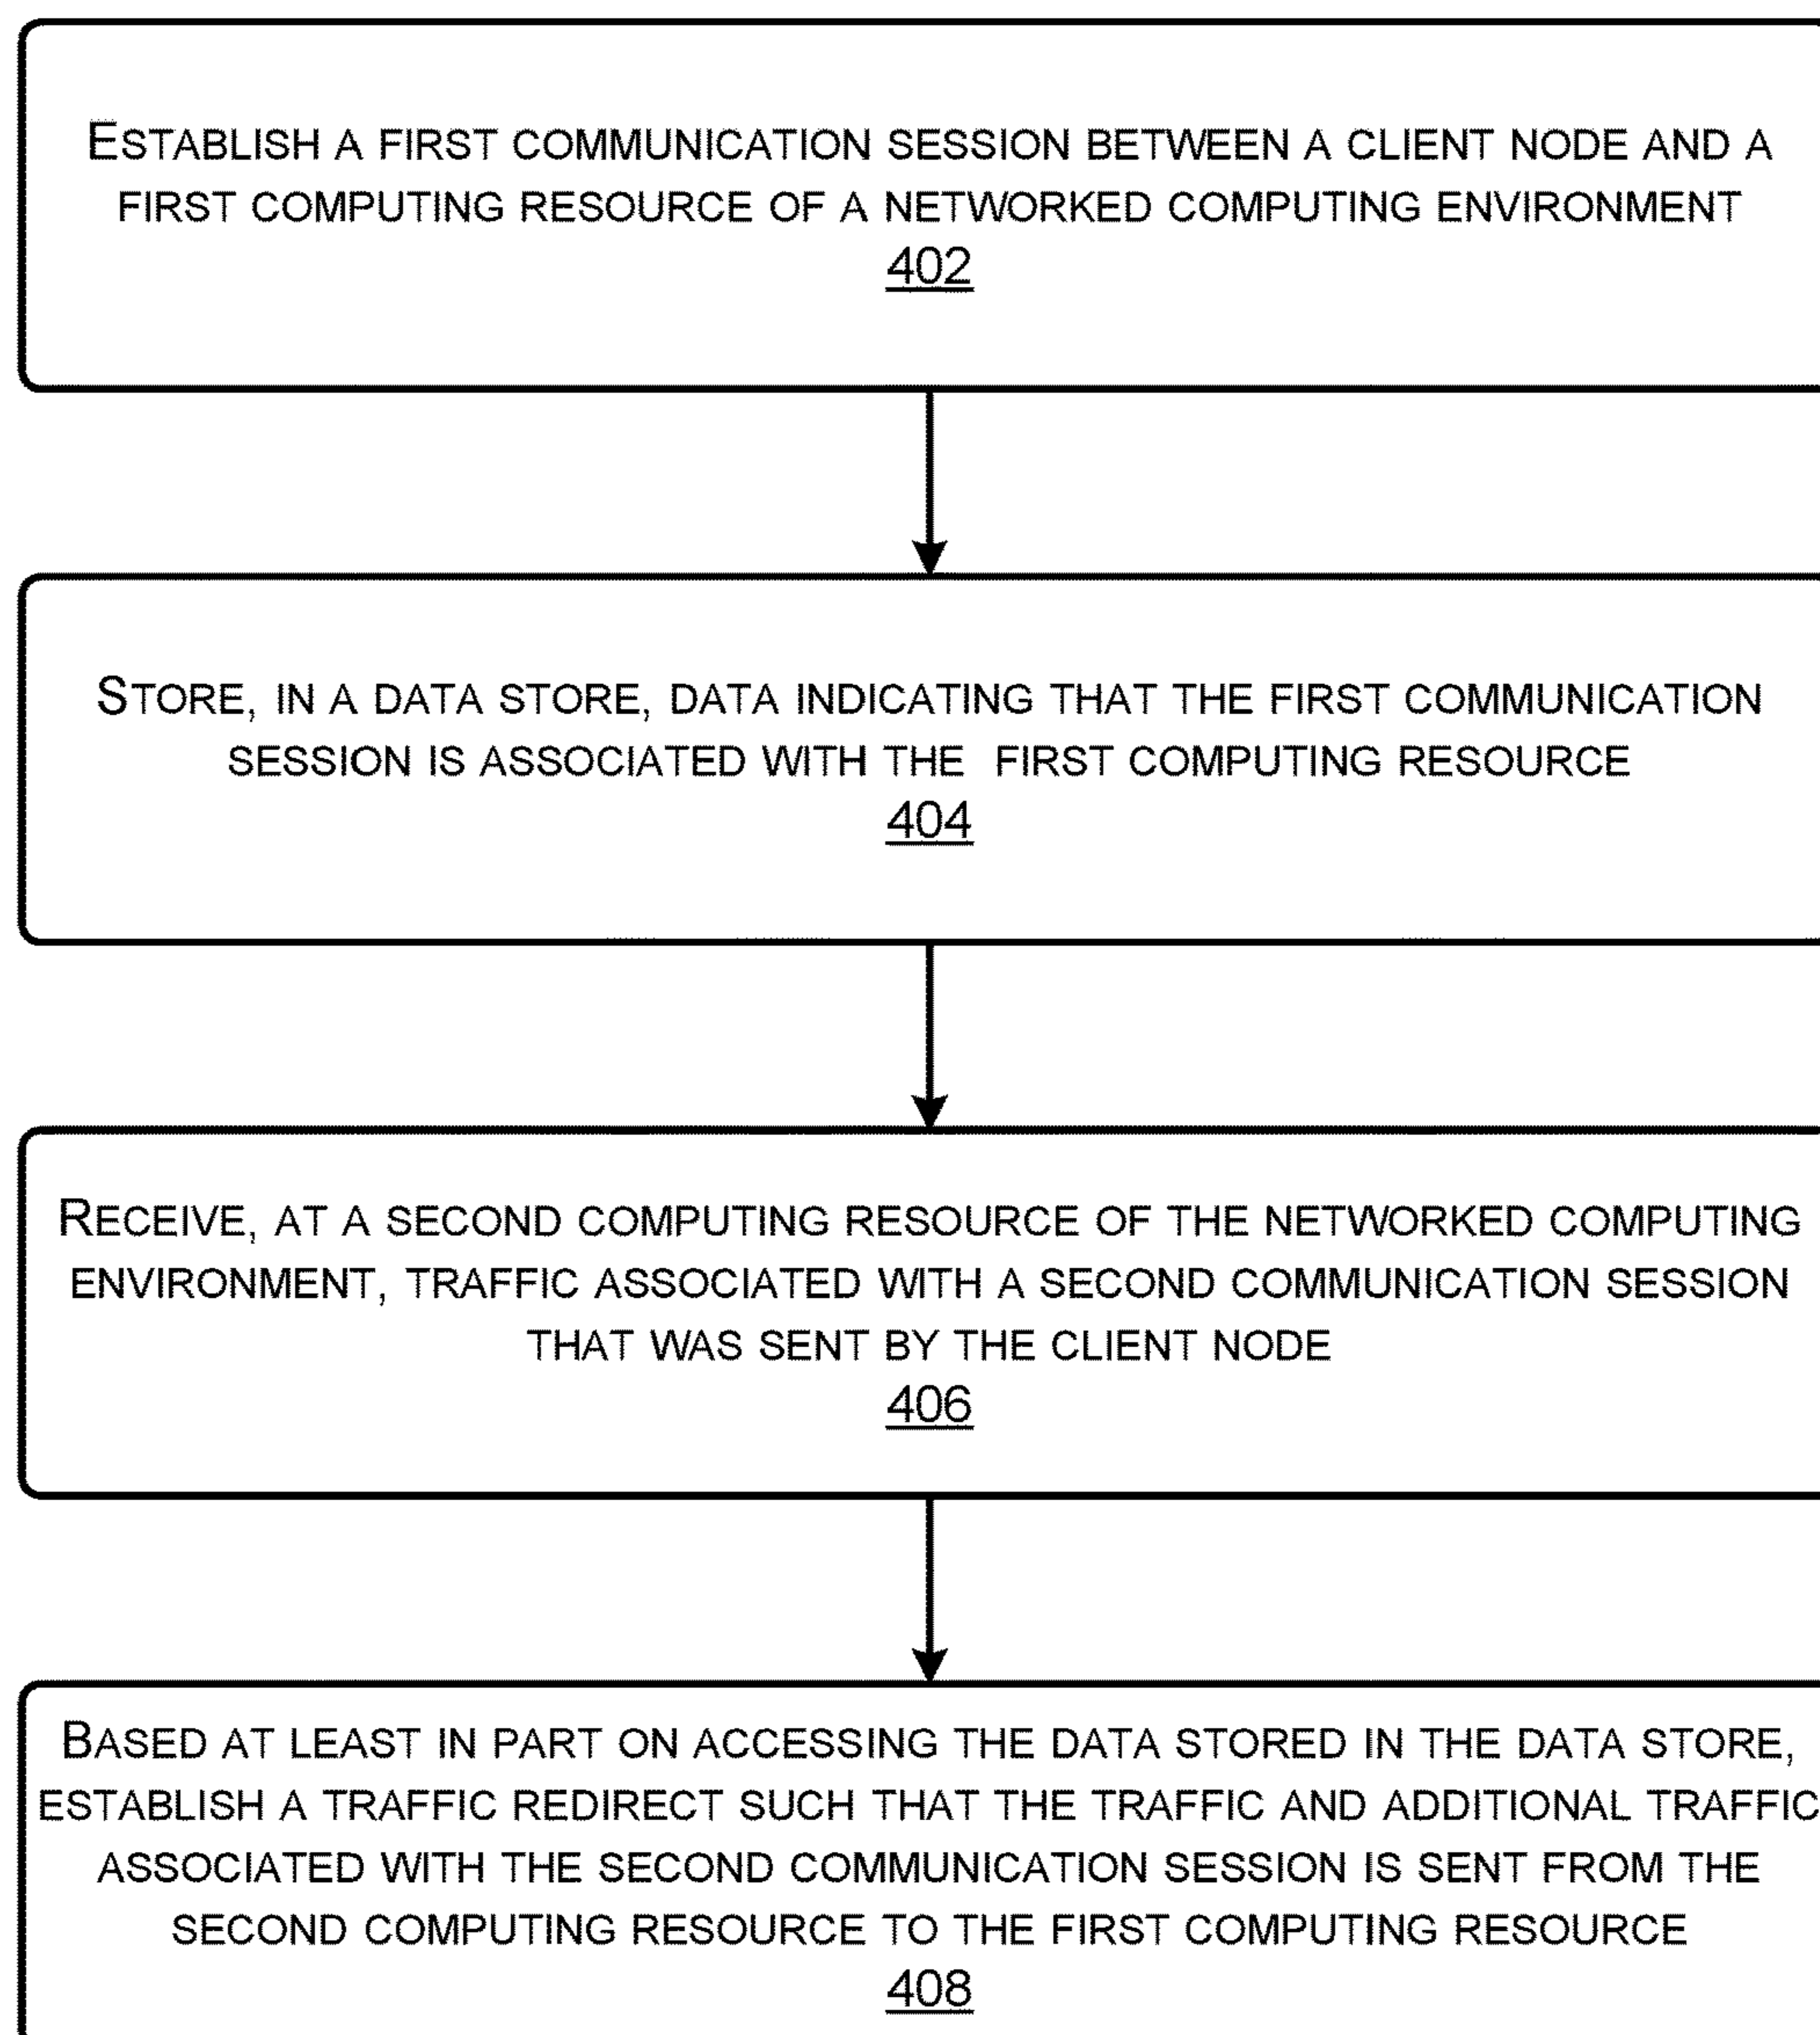 ESTABLISH A FIRST COMMUNICATION SESSION BETWEEN A CLIENT NODE AND A
FIRST COMPUTING RESOURCE OF A NETWORKED COMPUTING ENVIRONMENT
402
STORE, IN A DATA STORE, DATA INDICATING THAT THE FIRST COMMUNICATION
SESSION IS ASSOCIATED WITH THE FIRST COMPUTING RESOURCE
404
RECEIVE, AT A SECOND COMPUTING RESOURCE OF THE NETWORKED COMPUTING
ENVIRONMENT, TRAFFIC ASSOCIATED WITH A SECOND COMMUNICATION SESSION
THAT WAS SENT BY THE CLIENT NODE
406
BASED AT LEAST IN PART ON ACCESSING THE DATA STORED IN THE DATA STORE,
ESTABLISH A TRAFFIC REDIRECT SUCH THAT THE TRAFFIC AND ADDITIONAL TRAFFIC
ASSOCIATED WITH THE SECOND COMMUNICATION SESSION IS SENT FROM THE
SECOND COMPUTING RESOURCE TO THE FIRST COMPUTING RESOURCE
408